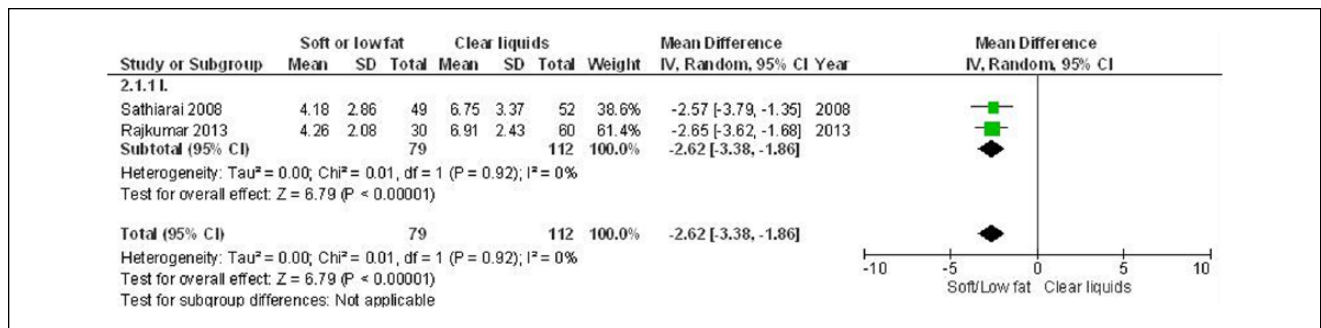 Soft or low fat Clear liquids Mean Difference Mean Difference
Study or Subgroup Mean SD Total Mean SD Total Weight IV, Random, 95% CI Year IV, Random, 95% CI
2.1.1 I.
Sathiarai 2008 4.18 2.86 49 6.75 3.37 52 38.6% -2.57 [-3.79, -1.35] 2008
Rajkumar 2013 4.26 2.08 30 6.91 2.43 60 61.4% -2.65 [-3.62, -1.68] 2013
Subtotal (95% CI) 79 112 100.0% -2.62 [-3.38, -1.86]
Heterogeneity: Tau² = 0.00; Chi² = 0.01, df = 1 (P = 0.92); I² = 0%
Test for overall effect: Z = 6.79 (P < 0.00001)
Total (95% CI) 79 112 100.0% -2.62 [-3.38, -1.86]
Heterogeneity: Tau² = 0.00; Chi² = 0.01, df = 1 (P = 0.92); I² = 0%
Test for overall effect: Z = 6.79 (P < 0.00001)
Test for subgroup differences: Not applicable
-10 -5 0 5 10
Soft/Low fat Clear liquids